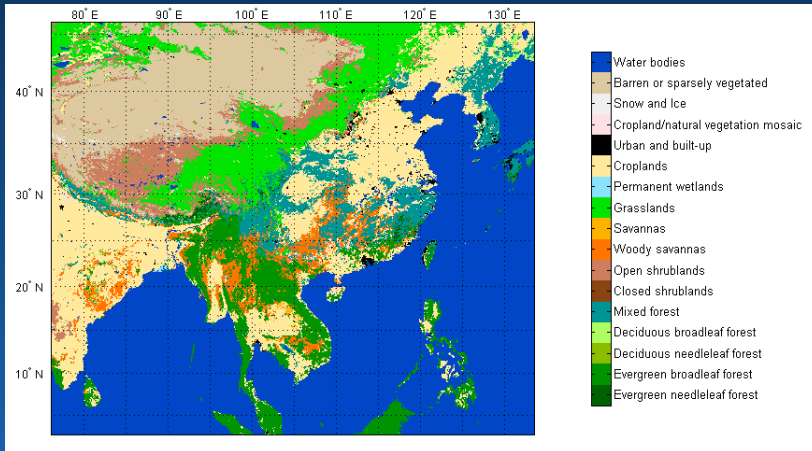 80° E 90° E 100° E 110° E 120° E 130° E
40° N
30° N
20° N
10° N
Water bodies
Barren or sparsely vegetated
Snow and Ice
Cropland/natural vegetation mosaic
Urban and built-up
Croplands
Permanent wetlands
Grasslands
Savannas
Woody savannas
Open shrublands
Closed shrublands
Mixed forest
Deciduous broadleaf forest
Deciduous needleleaf forest
Evergreen broadleaf forest
Evergreen needleleaf forest